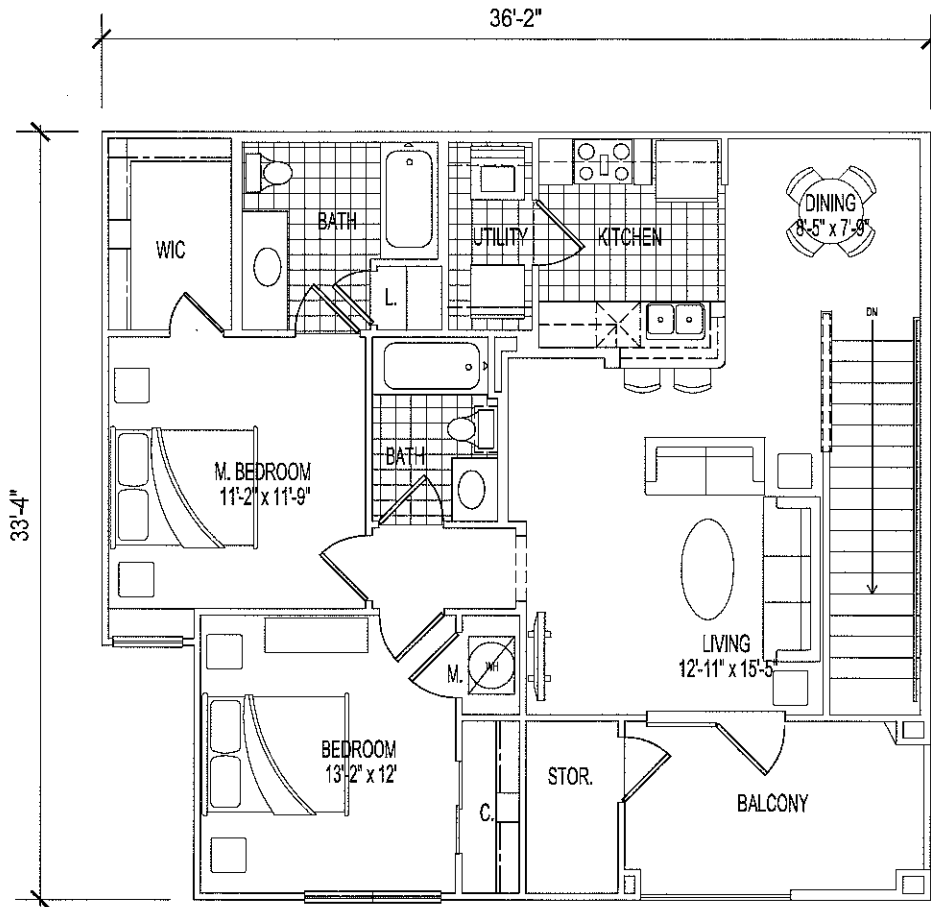 36'-2"
33'-4"
WIC
BATH
L.
UTILITY
KITCHEN
DINING
8'-5" x 7'-9"
DN
M. BEDROOM
11'-2" x 11'-9"
BATH
LIVING
12'-11" x 15'-5"
M.
WH
BEDROOM
13'-2" x 12'
C.
STOR.
BALCONY